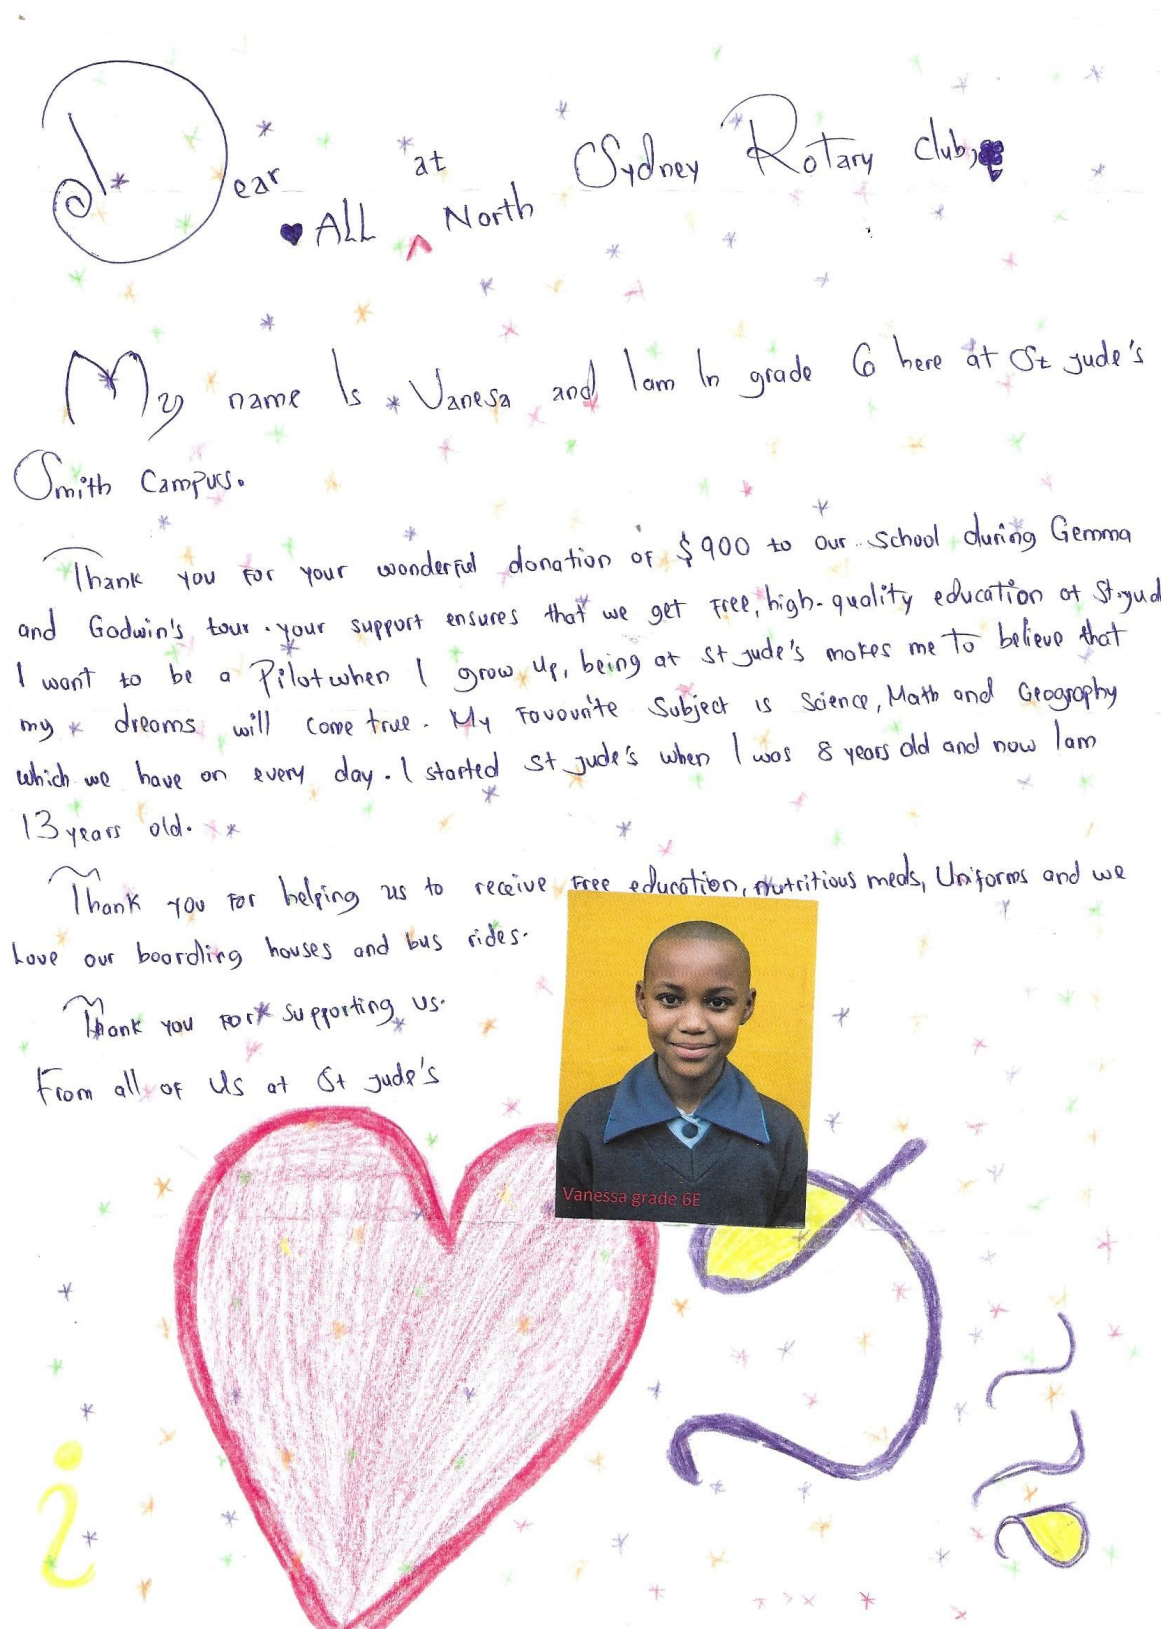 Dear
ALL at North Sydney Rotary Club,
My name Is Vanesa and I am In grade 6 here at St jude's
Smith Campus.
Thank you for your wonderful donation of $900 to our school during Gemma
and Godwin's tour. your support ensures that we get free, high-quality education at St.jud
I want to be a Pilot when I grow up, being at st jude's makes me to believe that
my dreams will come true. My Favourite Subject is Science, Math and Geography
which we have on every day. I started st jude's when I was 8 years old and now I am
13 years old.
Thank you for helping us to receive free education, nutritious meals, Uniforms and we
Love our boarding houses and bus rides.
Thank you for supporting us.
From all of Us at St jude's
Vanessa grade 6E
i
all